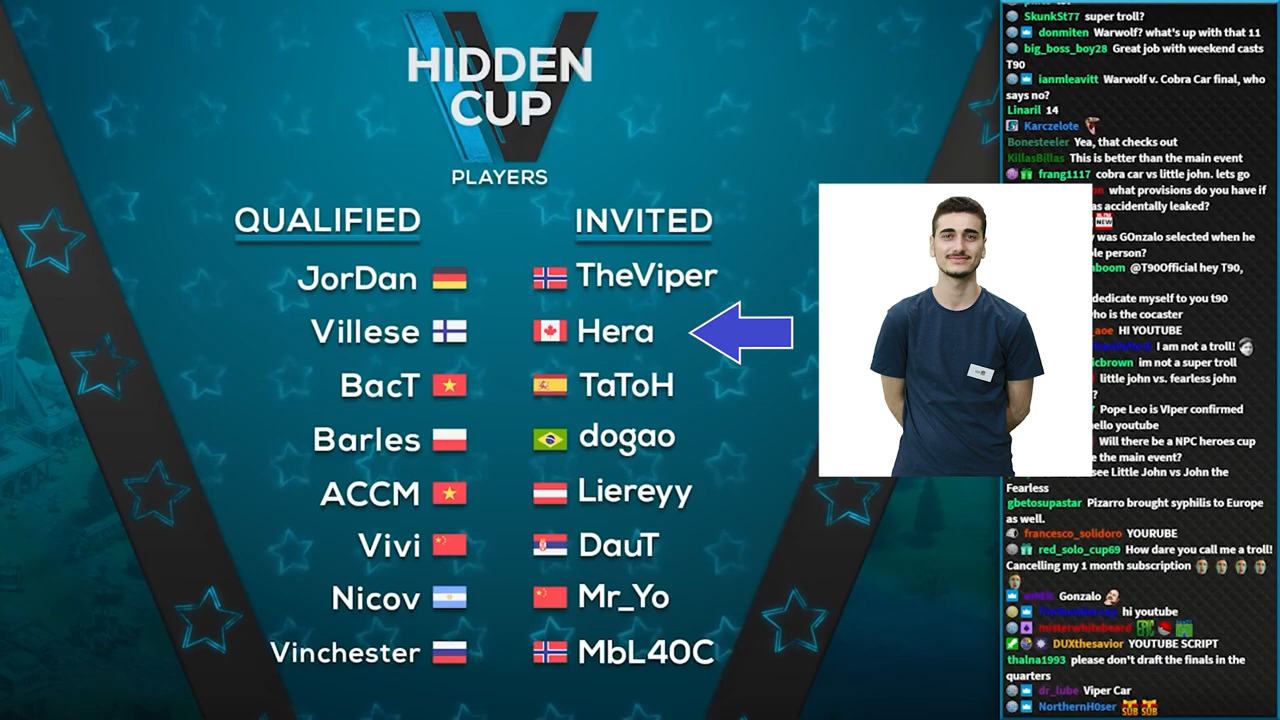 HIDDEN
CUP
PLAYERS
QUALIFIED
INVITED
JorDan
TheViper
Villese
Hera
BacT
TaToH
Barles
dogao
ACCM
Liereyy
Vivi
DauT
Nicov
Mr_Yo
Vinchester
MbL40C
SkunkSt77 super troll?
donmiten Warwolf? what's up with that 11
big_boss_boy28 Great job with weekend casts
T90
ianmleavitt Warwolf v. Cobra Car final, who
says no?
Linaril 14
Karczelote
Bonesteeler Yea, that checks out
KillasBillas This is better than the main event
frang1117 cobra car vs little john. lets go
what provisions do you have if
accidentally leaked?
NEW
was GOnzalo selected when he
person?
@T90Official hey T90,
dedicate myself to you t90
is the cocaster
HI YOUTUBE
I am not a troll!
im not a super troll
little john vs. fearless john
?
Pope Leo is VIper confirmed
youtube
Will there be a NPC heroes cup
the main event?
see Little John vs John the
Fearless
gbetosupastar Pizarro brought syphilis to Europe
as well.
francesco_solidoro YOURUBE
red_solo_cup69 How dare you call me a troll!
Cancelling my 1 month subscription
Gonzalo
hi youtube
misterwhitebeard EPIC
DUXthesavior YOUTUBE SCRIPT
thalna1993 please don't draft the finals in the
quarters
dr_lube Viper Car
NorthernH0ser SUB SUB